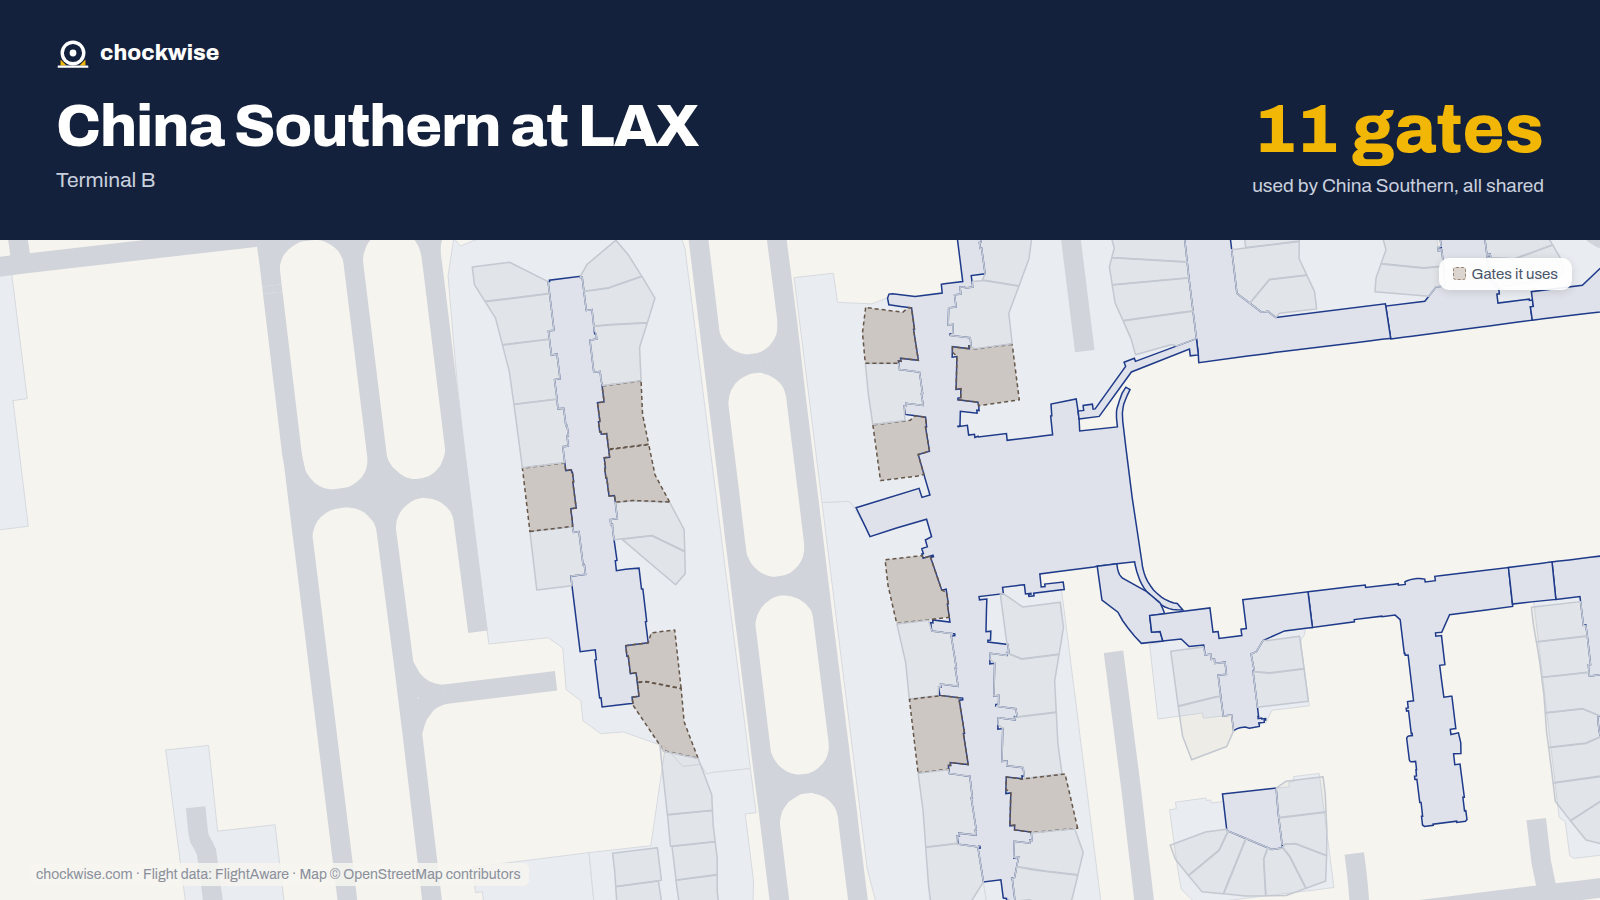 chockwise
China Southern at LAX
Terminal B
11 gates
used by China Southern, all shared
Gates it uses
chockwise.com · Flight data: FlightAware · Map © OpenStreetMap contributors